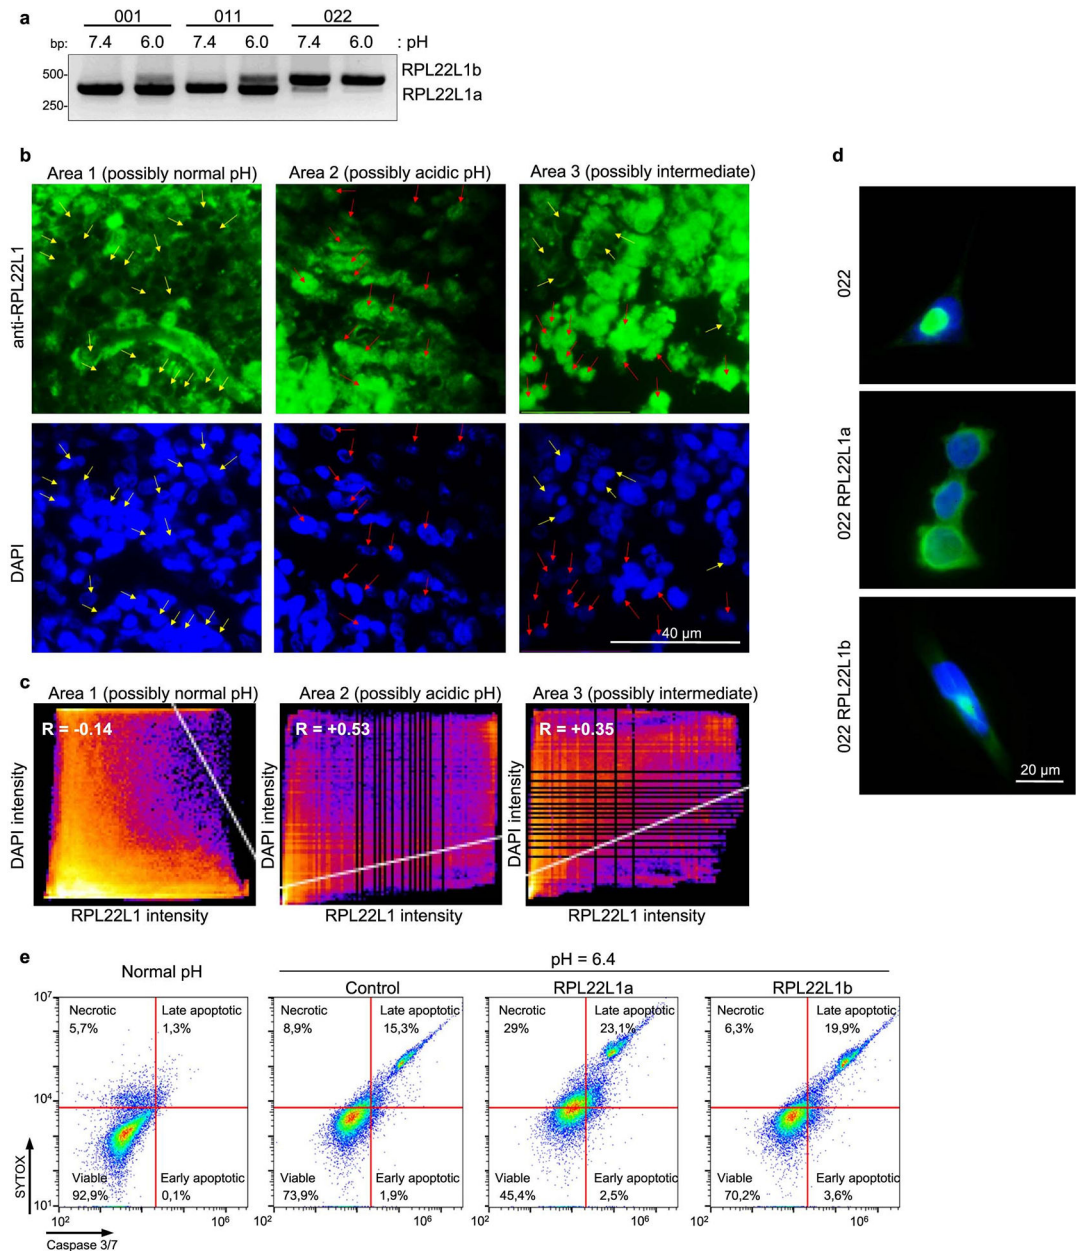 a
001 011 022
bp: 7.4 6.0 7.4 6.0 7.4 6.0 : pH
500- RPL22L1b
250- RPL22L1a
b
Area 1 (possibly normal pH) Area 2 (possibly acidic pH) Area 3 (possibly intermediate)
anti-RPL22L1
DAPI
40 µm
c
Area 1 (possibly normal pH) Area 2 (possibly acidic pH) Area 3 (possibly intermediate)
R = -0.14 R = +0.53 R = +0.35
DAPI intensity DAPI intensity DAPI intensity
RPL22L1 intensity RPL22L1 intensity RPL22L1 intensity
d
022
022 RPL22L1a
022 RPL22L1b
20 µm
e
pH = 6.4
Normal pH Control RPL22L1a RPL22L1b
10⁷
Necrotic Late apoptotic Necrotic Late apoptotic Necrotic Late apoptotic Necrotic Late apoptotic
5,7% 1,3% 8,9% 15,3% 29% 23,1% 6,3% 19,9%
10⁴
SYTOX
Viable Early apoptotic Viable Early apoptotic Viable Early apoptotic Viable Early apoptotic
92,9% 0,1% 73,9% 1,9% 45,4% 2,5% 70,2% 3,6%
10¹
10² 10⁶ 10² 10⁶ 10² 10⁶ 10² 10⁶
Caspase 3/7